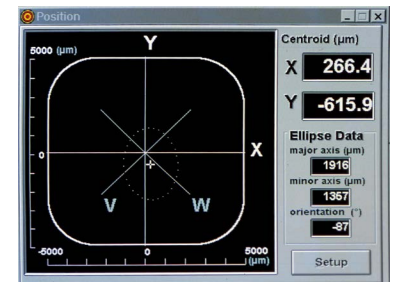 Position
5000 (µm)
Y
Centroid (µm)
X 266.4
Y -615.9
Ellipse Data
major axis (µm)
1916
minor axis (µm)
1357
orientation (°)
-87
0
X
V
W
-5000
0
5000
(µm)
Setup